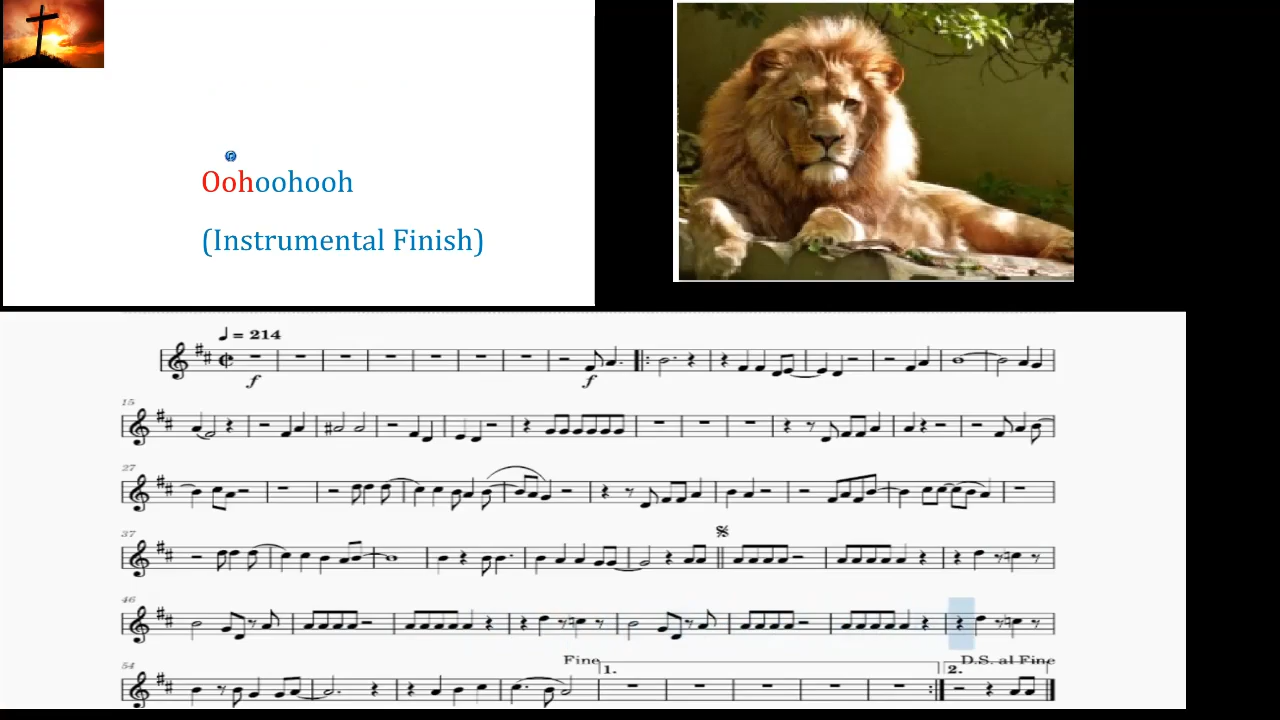 Oohoohooh
(Instrumental Finish)
♩ = 214
f f
15
27
37
46
54
Fine 1. 2. D.S. al Fine